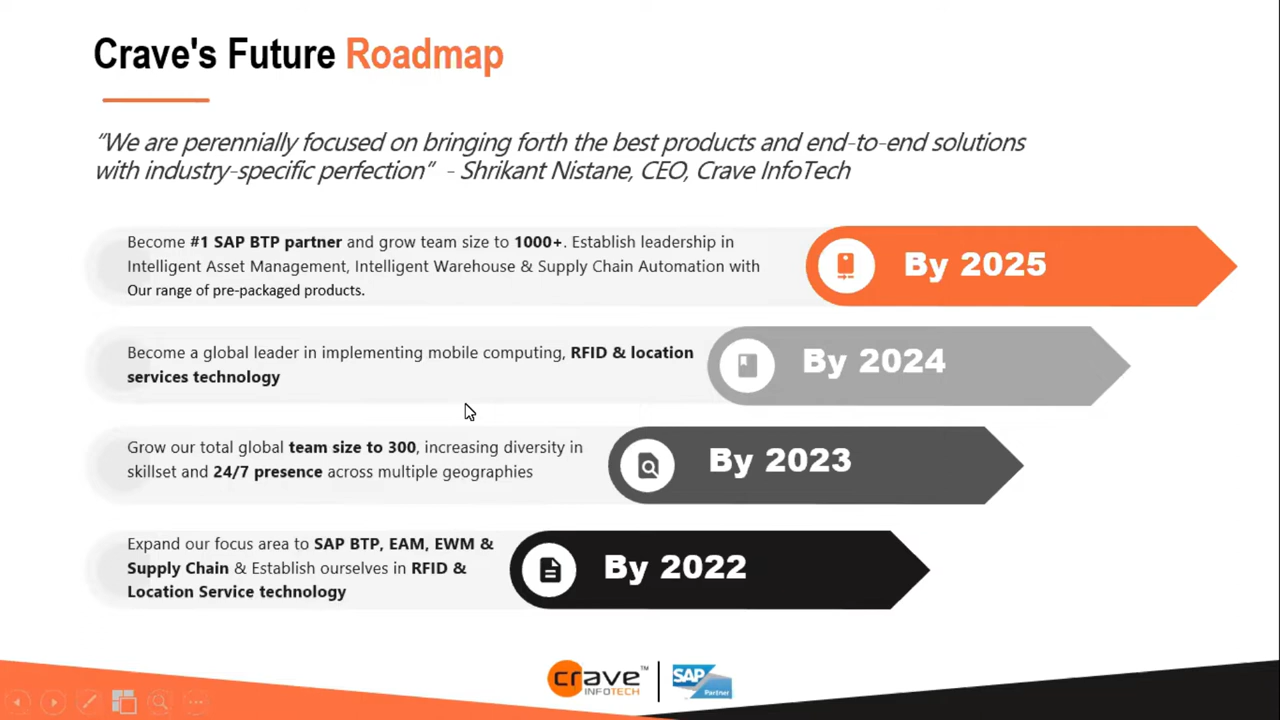 Crave's Future Roadmap
“We are perennially focused on bringing forth the best products and end-to-end solutions
with industry-specific perfection” - Shrikant Nistane, CEO, Crave InfoTech
Become #1 SAP BTP partner and grow team size to 1000+. Establish leadership in
Intelligent Asset Management, Intelligent Warehouse & Supply Chain Automation with
Our range of pre-packaged products.
By 2025
Become a global leader in implementing mobile computing, RFID & location
services technology
By 2024
Grow our total global team size to 300, increasing diversity in
skillset and 24/7 presence across multiple geographies
By 2023
Expand our focus area to SAP BTP, EAM, EWM &
Supply Chain & Establish ourselves in RFID &
Location Service technology
By 2022
crave™
INFOTECH
SAP
Partner